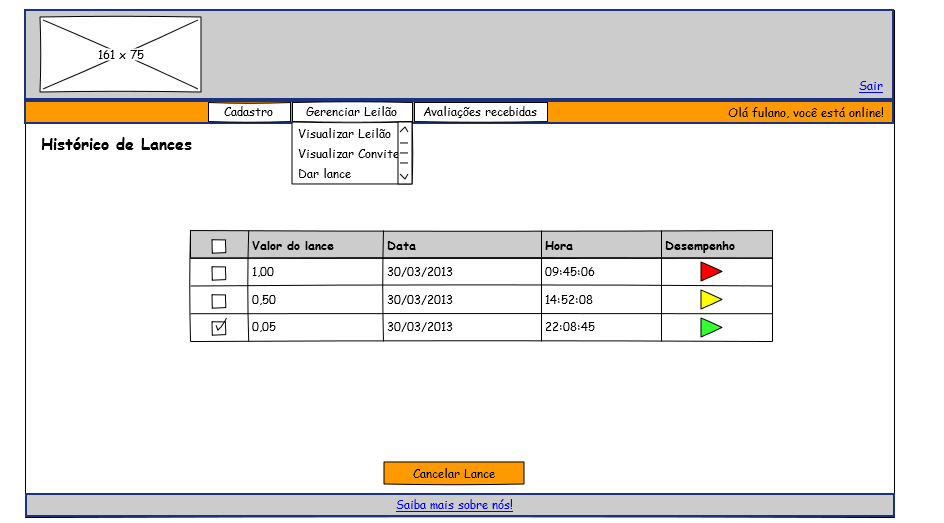 161 x 75
Sair
Cadastro Gerenciar Leilão Avaliações recebidas Olá fulano, você está online!
Visualizar Leilão
Visualizar Convite
Dar lance
Histórico de Lances
Valor do lance Data Hora Desempenho
1,00 30/03/2013 09:45:06
0,50 30/03/2013 14:52:08
0,05 30/03/2013 22:08:45
Cancelar Lance
Saiba mais sobre nós!